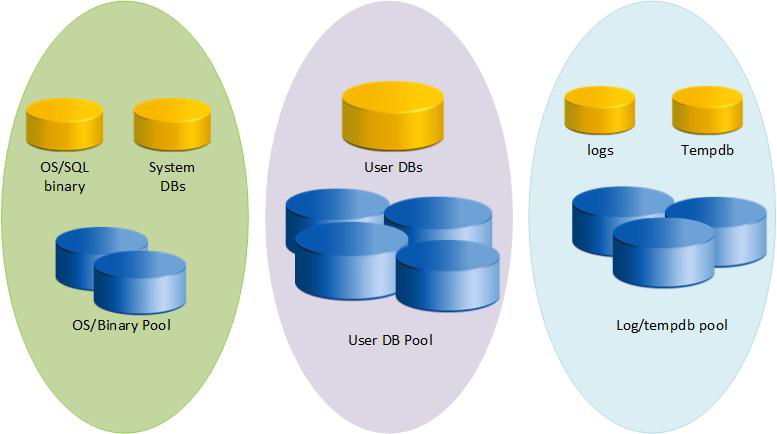 OS/SQL
binary
System
DBs
OS/Binary Pool
User DBs
User DB Pool
logs
Tempdb
Log/tempdb pool